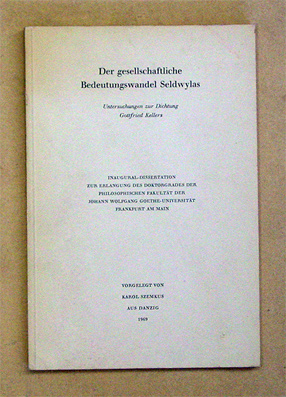 Der gesellschaftliche
Bedeutungswandel Seldwylas
Untersuchungen zur Dichtung
Gottfried Kellers
INAUGURAL-DISSERTATION
ZUR ERLANGUNG DES DOKTORGRADES DER
PHILOSOPHISCHEN FAKULTÄT DER
JOHANN WOLFGANG GOETHE-UNIVERSITÄT
FRANKFURT AM MAIN
VORGELEGT VON
KAROL SZEMKUS
AUS DANZIG
1969